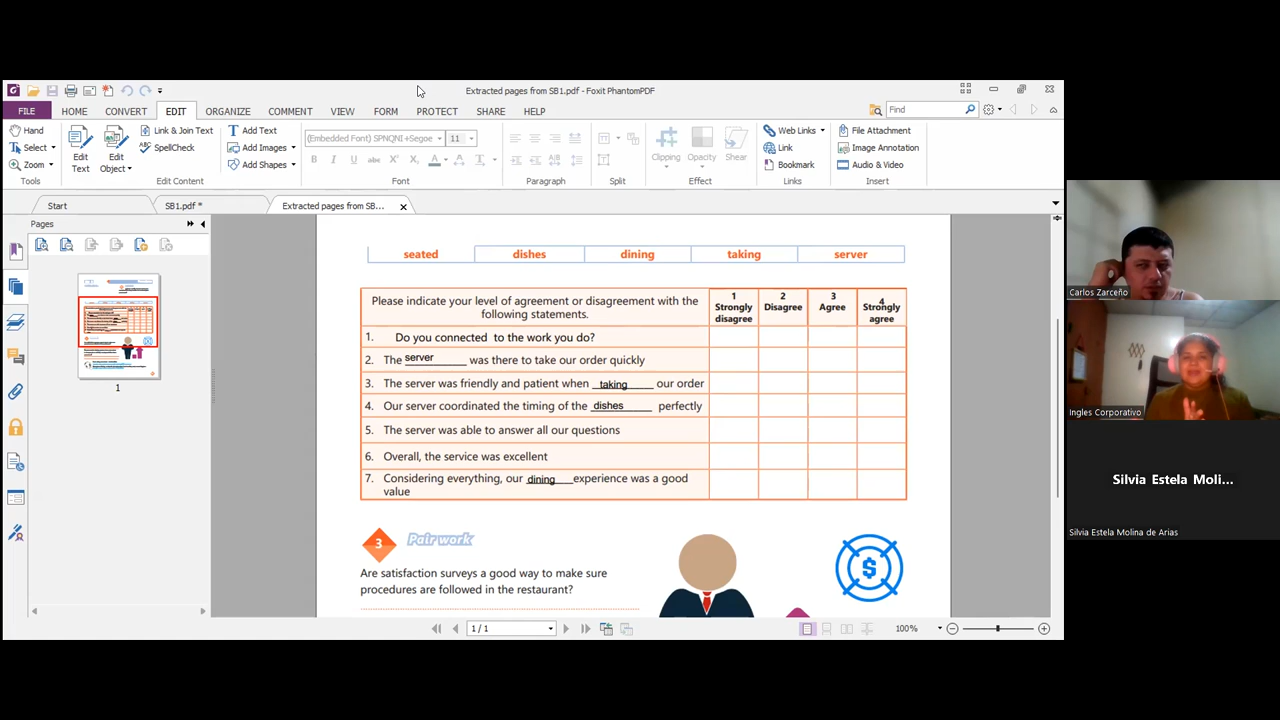 Extracted pages from SB1.pdf - Foxit PhantomPDF
FILE HOME CONVERT EDIT ORGANIZE COMMENT VIEW FORM PROTECT SHARE HELP Find
Hand
Select
Zoom
Tools
Edit Text
Edit Object
Link & Join Text
SpellCheck
Edit Content
Add Text
Add Images
Add Shapes
(Embedded Font) SPNQNI+Segoe 11
B I U abc X² X₂ A A T
Font
Paragraph
Split
Clipping Opacity Shear
Effect
Web Links
Link
Bookmark
Links
File Attachment
Image Annotation
Audio & Video
Insert
Start SB1.pdf * Extracted pages from SB...
Pages
1
seated dishes dining taking server
Please indicate your level of agreement or disagreement with the following statements.
1 Strongly disagree
2 Disagree
3 Agree
4 Strongly agree
1. Do you connected to the work you do?
2. The server was there to take our order quickly
3. The server was friendly and patient when taking our order
4. Our server coordinated the timing of the dishes perfectly
5. The server was able to answer all our questions
6. Overall, the service was excellent
7. Considering everything, our dining experience was a good
value
3 Pair work
Are satisfaction surveys a good way to make sure
procedures are followed in the restaurant?
$
1 / 1
100%
Carlos Zarceño
Ingles Corporativo
Silvia Estela Moli...
Silvia Estela Molina de Arias